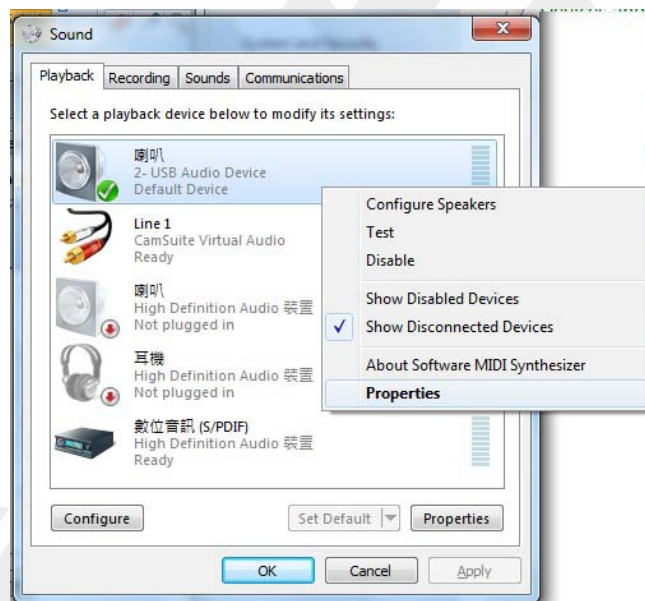 Sound
Playback
Recording
Sounds
Communications
Select a playback device below to modify its settings:
喇叭
2- USB Audio Device
Default Device
Line 1
CamSuite Virtual Audio
Ready
喇叭
High Definition Audio 裝置
Not plugged in
耳機
High Definition Audio 裝置
Not plugged in
數位音訊 (S/PDIF)
High Definition Audio 裝置
Ready
Configure Speakers
Test
Disable
Show Disabled Devices
Show Disconnected Devices
About Software MIDI Synthesizer
Properties
Configure
Set Default
Properties
OK
Cancel
Apply